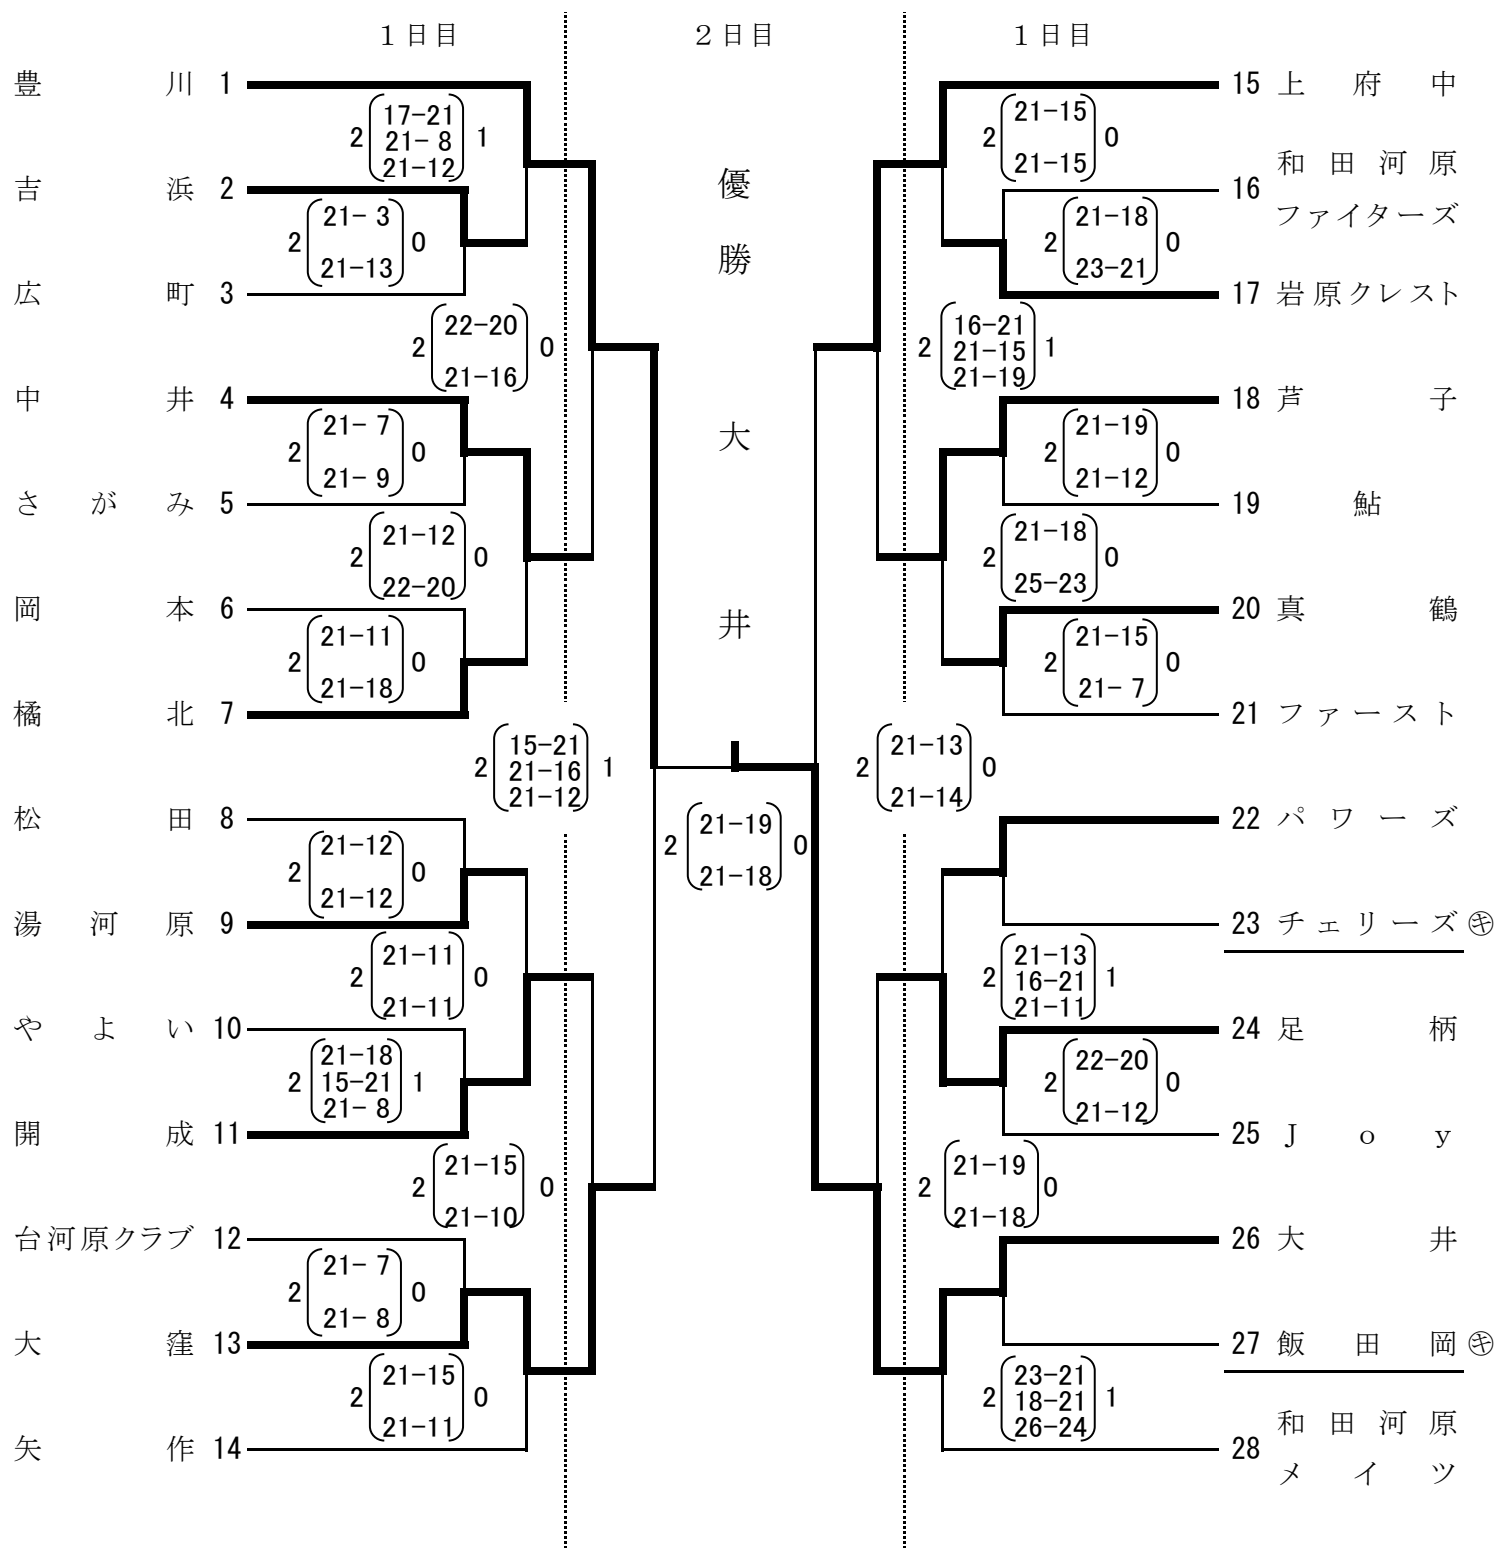 １日目
２日目
１日目
豊川 1
2 17-21 1
21- 8
21-12
吉浜 2
2 21- 3 0
21-13
広町 3
2 22-20 0
21-16
中井 4
2 21- 7 0
21- 9
さがみ 5
2 21-12 0
22-20
岡本 6
2 21-11 0
21-18
橘北 7
2 15-21 1
21-16
21-12
松田 8
2 21-12 0
21-12
湯河原 9
2 21-11 0
21-11
やよい 10
2 21-18 1
15-21
21- 8
開成 11
2 21-15 0
21-10
台河原クラブ 12
2 21- 7 0
21- 8
大窪 13
2 21-15 0
21-11
矢作 14
優勝
大井
2 21-19 0
21-18
15 上府中
2 21-15 0
21-15
16 和田河原
ファイターズ
2 21-18 0
23-21
17 岩原クレスト
2 16-21 1
21-15
21-19
18 芦子
2 21-19 0
21-12
19 鮎
2 21-18 0
25-23
20 真鶴
2 21-15 0
21- 7
21 ファースト
2 21-13 0
21-14
22 パワーズ
23 チェリーズ㋖
2 21-13 1
16-21
21-11
24 足柄
2 22-20 0
21-12
25 Ｊｏｙ
2 21-19 0
21-18
26 大井
27 飯田岡㋖
2 23-21 1
18-21
26-24
28 和田河原
メイツ